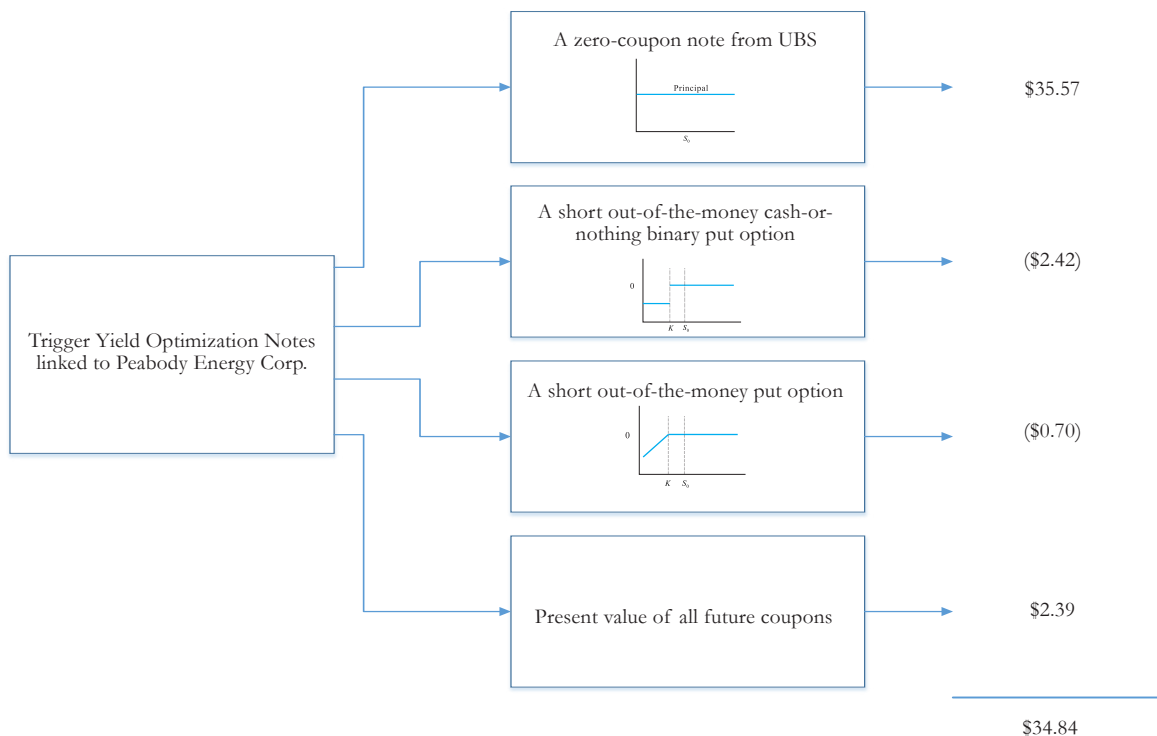 A zero-coupon note from UBS
Principal
S0
$35.57
A short out-of-the-money cash-or-
nothing binary put option
0
K S0
($2.42)
Trigger Yield Optimization Notes
linked to Peabody Energy Corp.
A short out-of-the-money put option
0
K S0
($0.70)
Present value of all future coupons
$2.39
$34.84